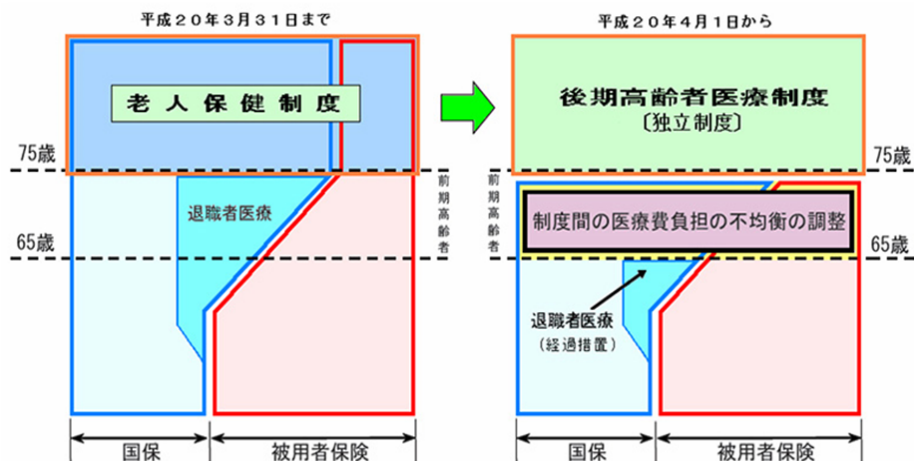 平成２０年３月３１日まで
老人保健制度
75歳
退職者医療
前期高齢者
65歳
国保
被用者保険
平成２０年４月１日から
後期高齢者医療制度
〔独立制度〕
75歳
前期高齢者
制度間の医療費負担の不均衡の調整
65歳
退職者医療
(経過措置)
国保
被用者保険